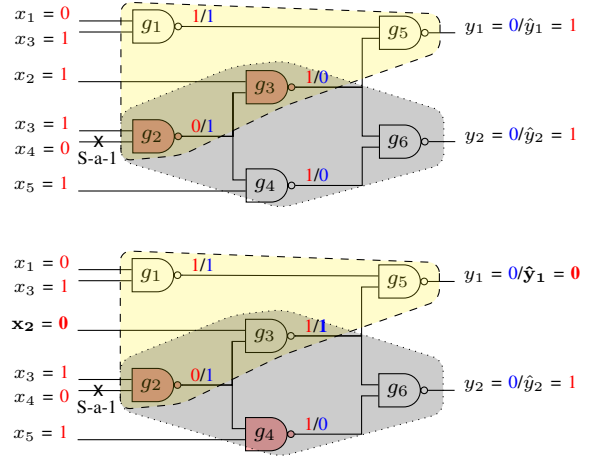 x₁ = 0 1/1
g₁ g₅ y₁ = 0/ŷ₁ = 1
x₃ = 1
x₂ = 1 g₃ 1/0
x₃ = 1 g₂ 0/1
x₄ = 0 X g₆ y₂ = 0/ŷ₂ = 1
S-a-1
x₅ = 1 g₄ 1/0
x₁ = 0 1/1
g₁ g₅ y₁ = 0/ŷ₁ = 0
x₃ = 1
x₂ = 0 g₃ 1/1
x₃ = 1 g₂ 0/1
x₄ = 0 X g₆ y₂ = 0/ŷ₂ = 1
S-a-1
x₅ = 1 g₄ 1/0